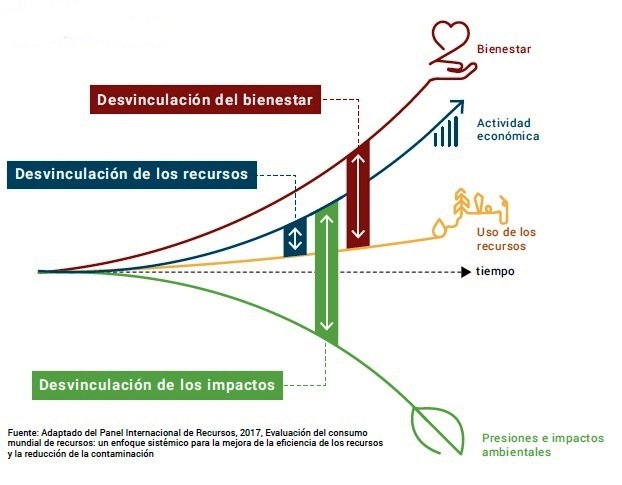 Bienestar
Desvinculación del bienestar
Actividad
económica
Desvinculación de los recursos
Uso de los
recursos
tiempo
Desvinculación de los impactos
Fuente: Adaptado del Panel Internacional de Recursos, 2017, Evaluación del consumo
mundial de recursos: un enfoque sistémico para la mejora de la eficiencia de los recursos
y la reducción de la contaminación
Presiones e impactos
ambientales